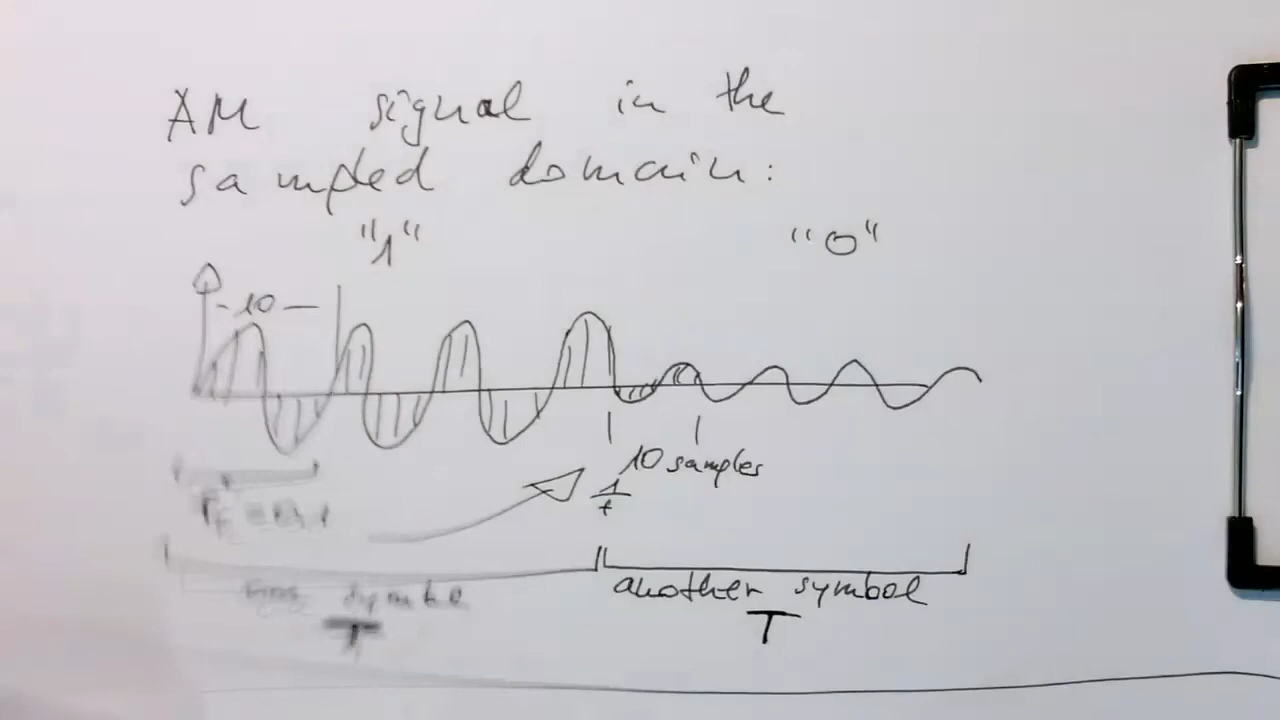 AM signal in the
sampled domain:
"1" "0"
-10-
10 samples
1/f
another symbol
T T